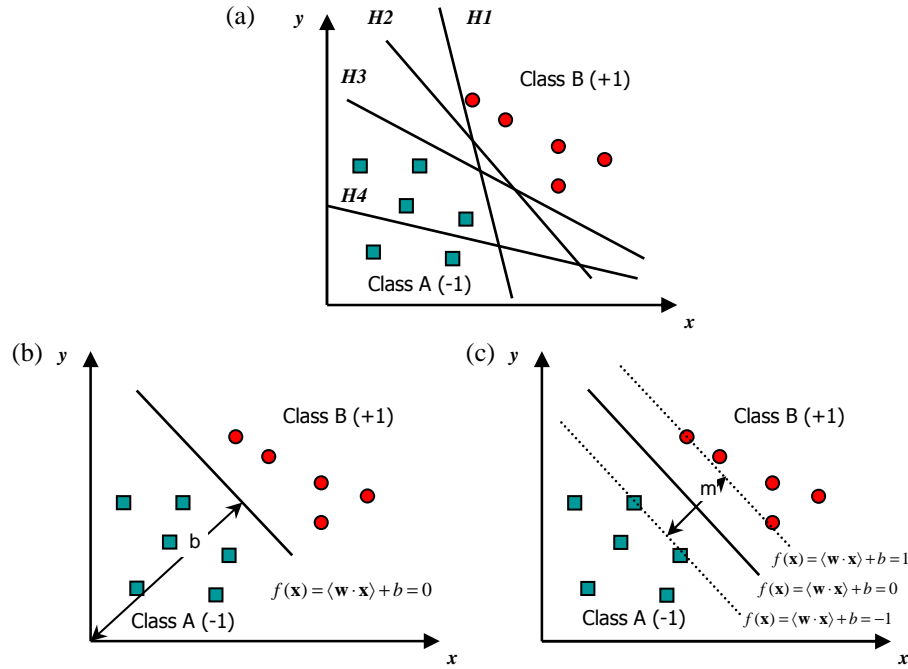 (a)
y
H2
H1
H3
Class B (+1)
H4
Class A (-1)
x
(b)
y
Class B (+1)
b
f(x) = ⟨w · x⟩ + b = 0
Class A (-1)
x
(c)
y
Class B (+1)
m
f(x) = ⟨w · x⟩ + b = 1
f(x) = ⟨w · x⟩ + b = 0
f(x) = ⟨w · x⟩ + b = −1
Class A (-1)
x